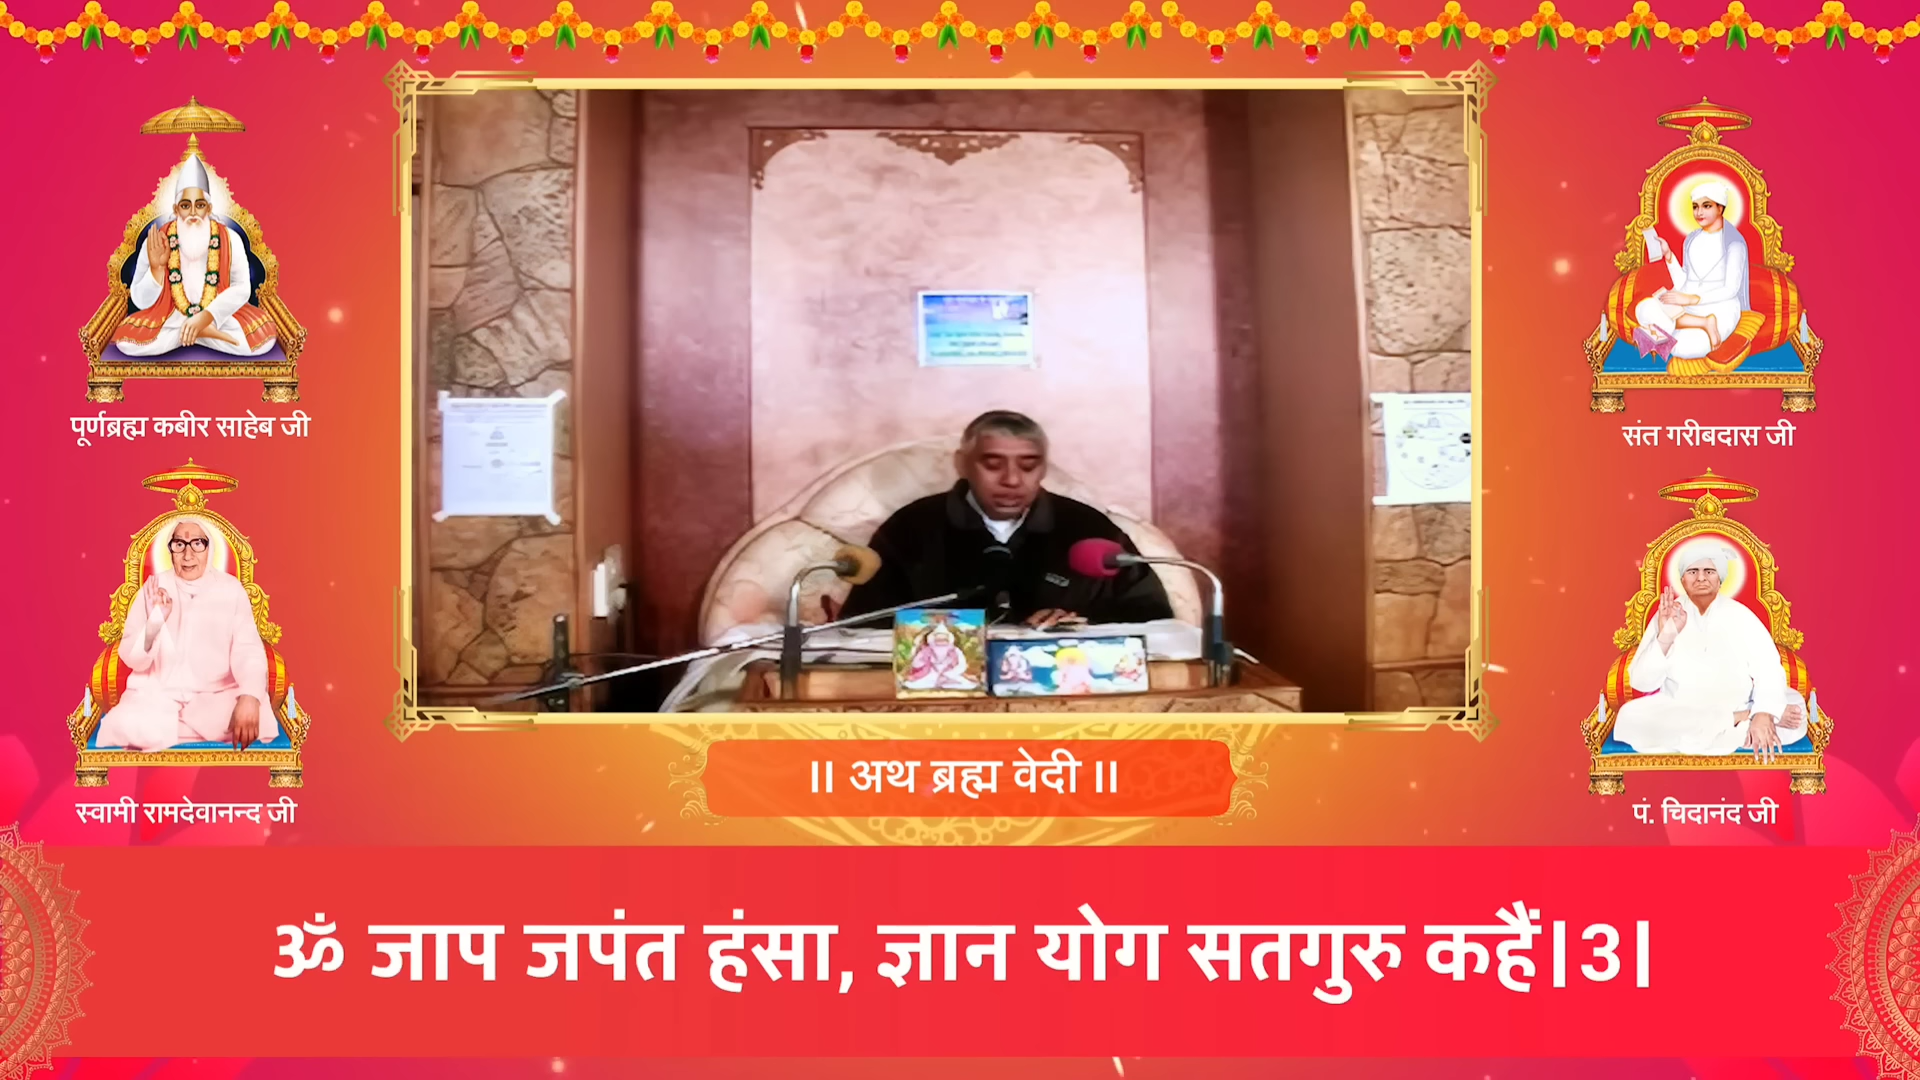 पूर्णब्रह्म कबीर साहेब जी
संत गरीबदास जी
स्वामी रामदेवानन्द जी
पं. चिदानंद जी
॥ अथ ब्रह्म वेदी ॥
ॐ जाप जपंत हंसा, ज्ञान योग सतगुरु कहैं।3।